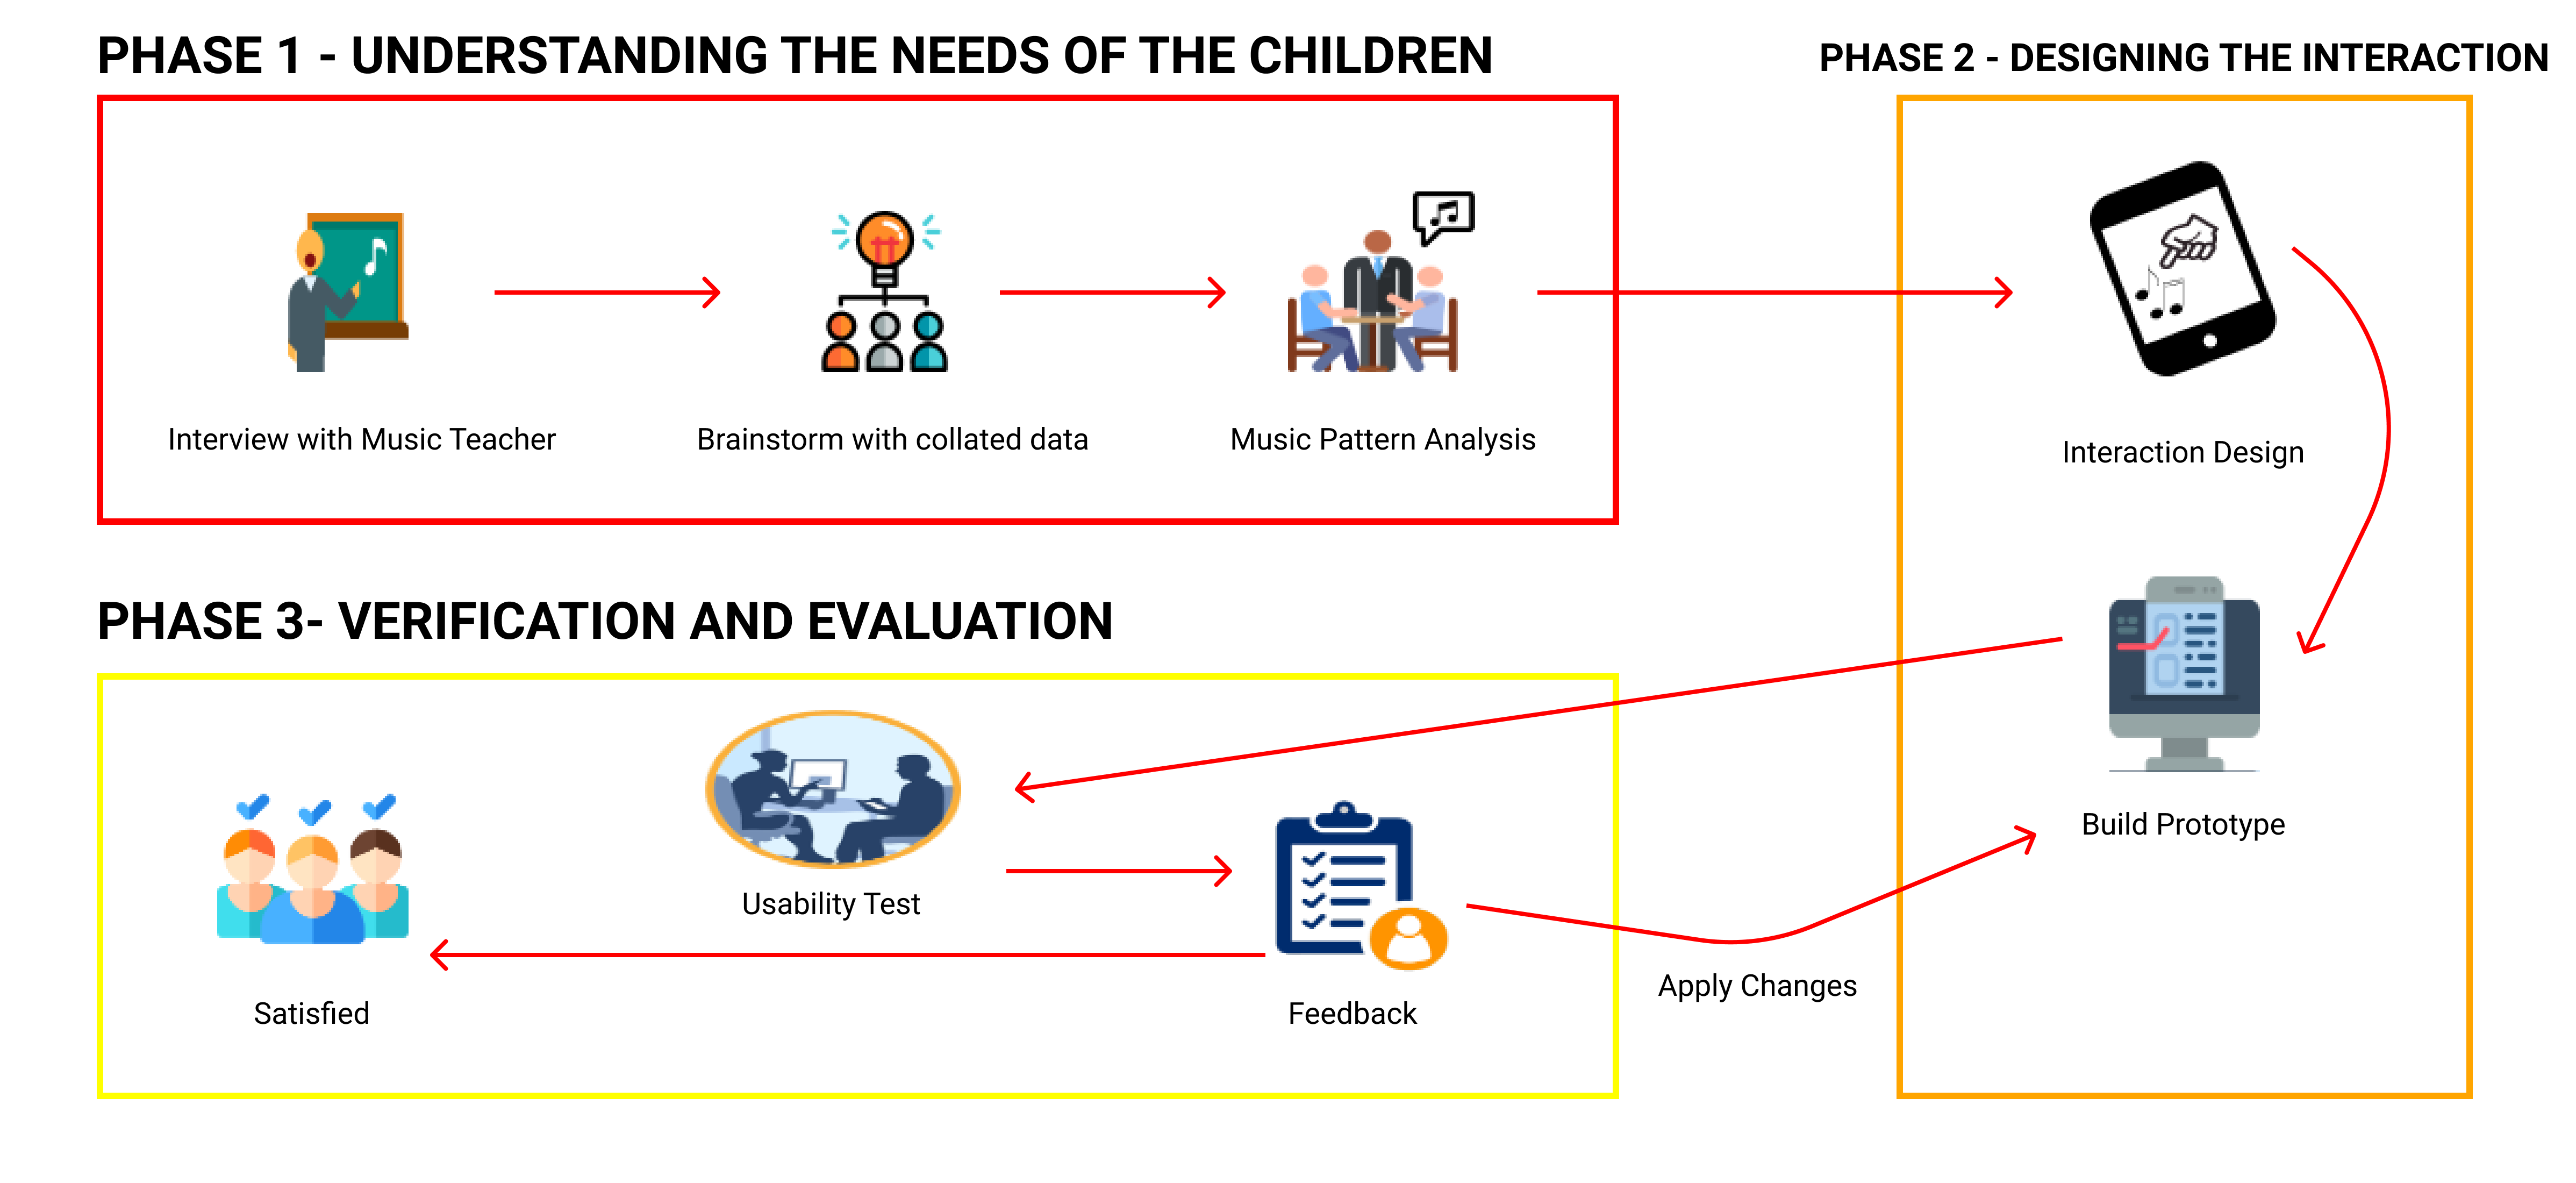 PHASE 1 - UNDERSTANDING THE NEEDS OF THE CHILDREN
Interview with Music Teacher
Brainstorm with collated data
Music Pattern Analysis
PHASE 2 - DESIGNING THE INTERACTION
Interaction Design
Build Prototype
PHASE 3- VERIFICATION AND EVALUATION
Usability Test
Satisfied
Feedback
Apply Changes